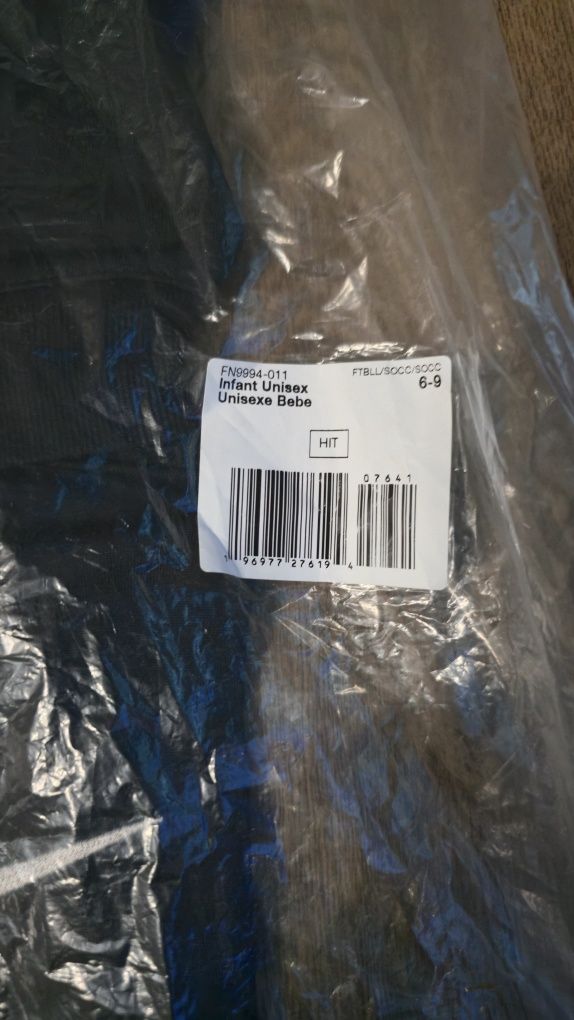 FN9994-011 FTBLL/SOCC/SOCC
Infant Unisex 6-9
Unisexe Bebe
HIT
07641
1 96977 27619 4